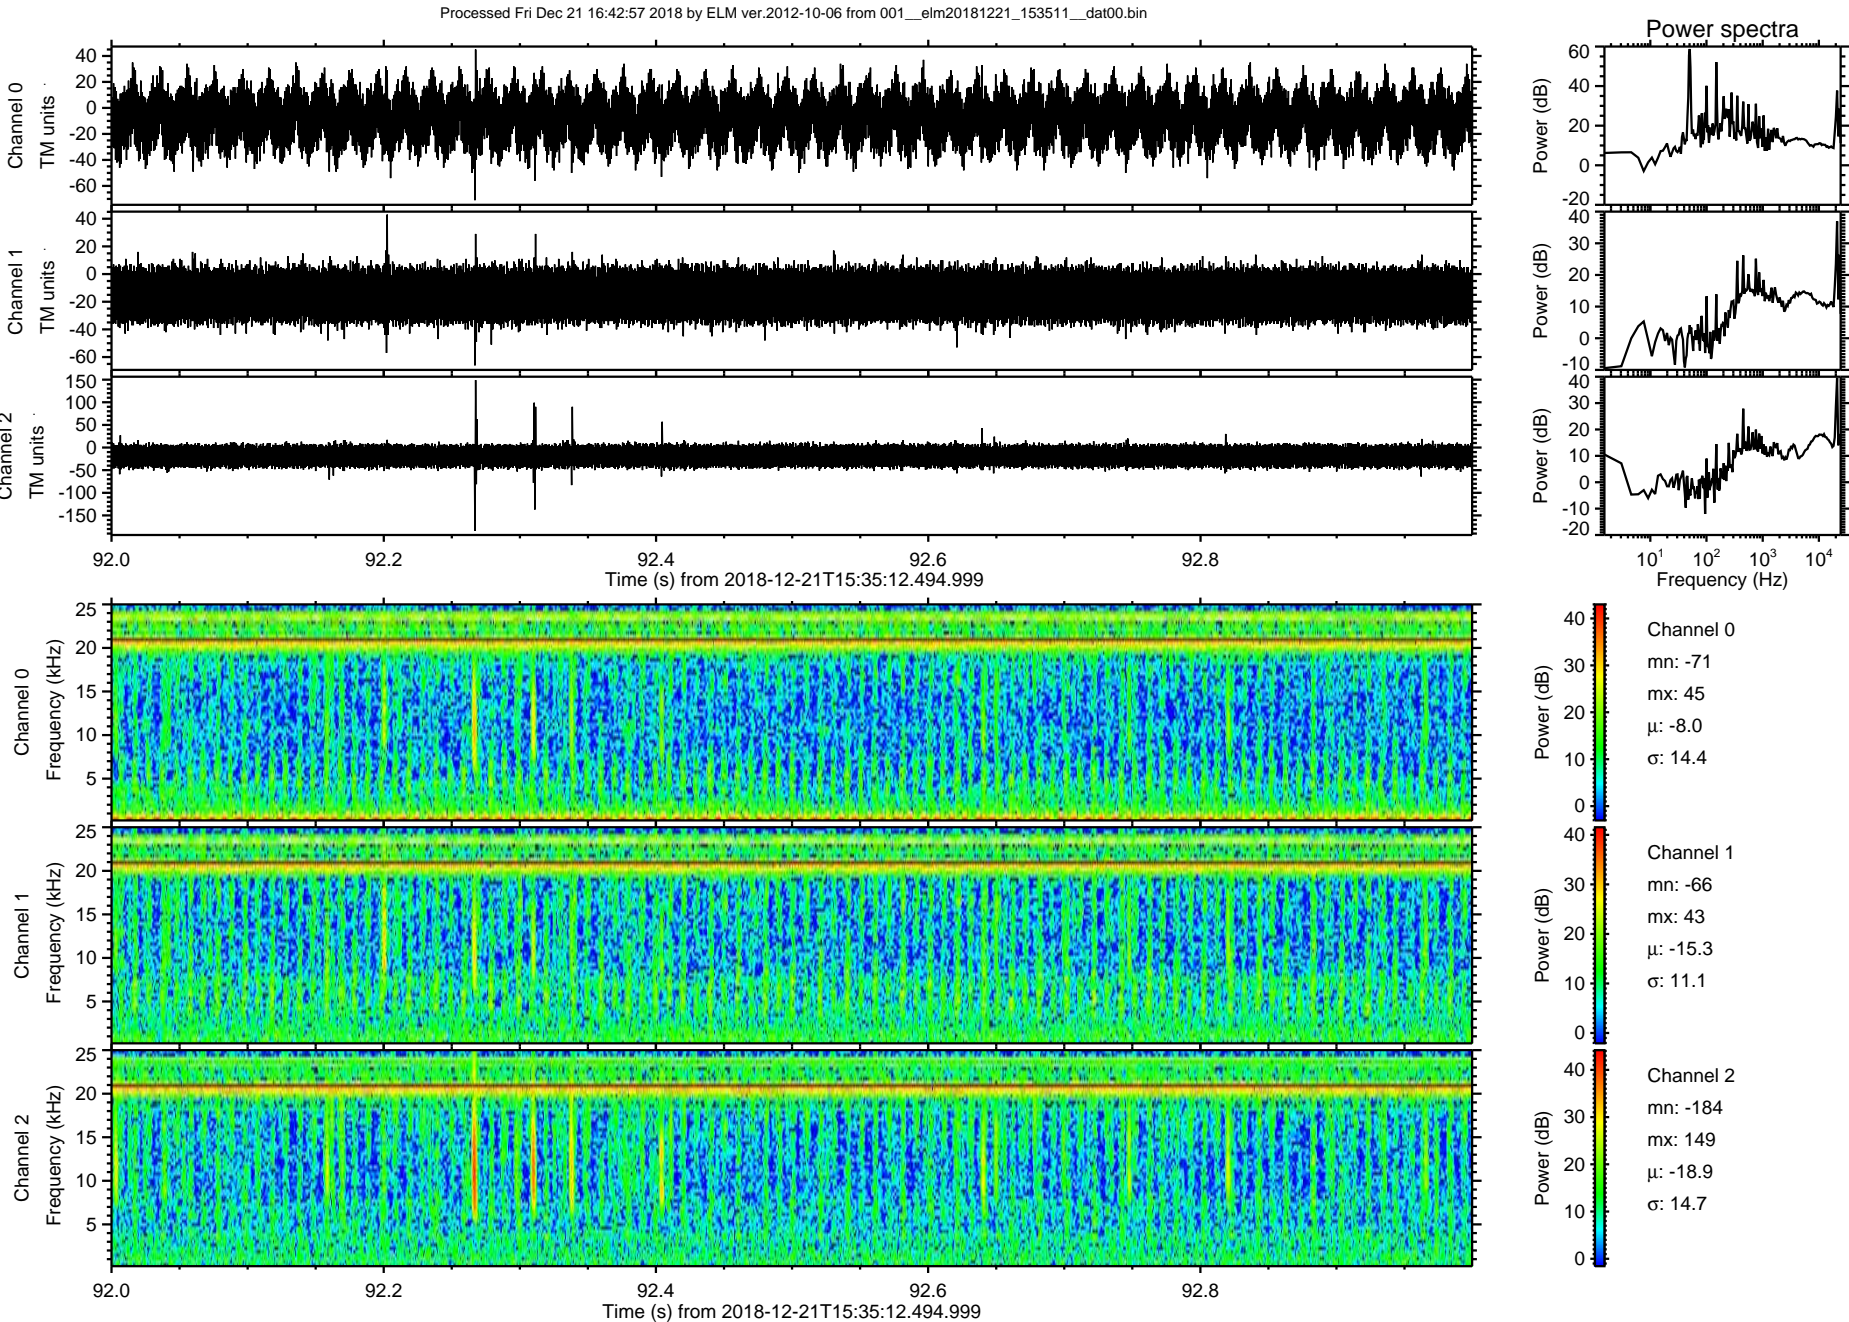 Processed Fri Dec 21 16:42:57 2018 by ELM ver.2012-10-06 from 001__elm20181221_153511__dat00.bin
Power spectra
Channel 0
TM units
40
20
0
-20
-40
-60
Power (dB)
60
40
20
0
-20
Channel 1
TM units
40
20
0
-20
-40
-60
Power (dB)
40
30
20
10
0
-10
Channel 2
TM units
150
100
50
0
-50
-100
-150
Power (dB)
40
30
20
10
0
-10
-20
92.0 92.2 92.4 92.6 92.8
Time (s) from 2018-12-21T15:35:12.494.999
10^1 10^2 10^3 10^4
Frequency (Hz)
Channel 0
Frequency (kHz)
25
20
15
10
5
Power (dB)
40
30
20
10
0
Channel 0
mn: -71
mx: 45
μ: -8.0
σ: 14.4
Channel 1
Frequency (kHz)
25
20
15
10
5
Power (dB)
40
30
20
10
0
Channel 1
mn: -66
mx: 43
μ: -15.3
σ: 11.1
Channel 2
Frequency (kHz)
25
20
15
10
5
Power (dB)
40
30
20
10
0
Channel 2
mn: -184
mx: 149
μ: -18.9
σ: 14.7
92.0 92.2 92.4 92.6 92.8
Time (s) from 2018-12-21T15:35:12.494.999